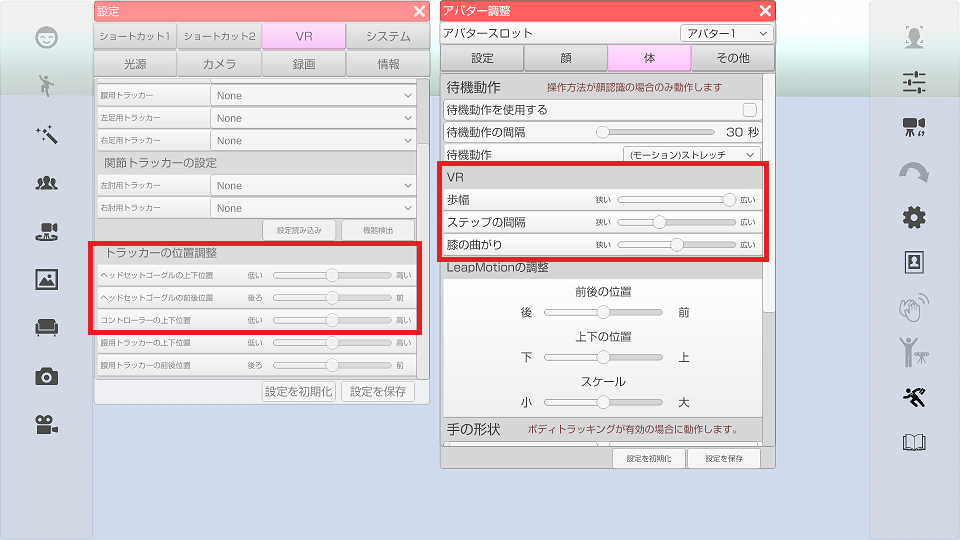 設定
ショートカット1 ショートカット2 VR システム
光源 カメラ 録画 情報
腰用トラッカー None
左足用トラッカー None
右足用トラッカー None
関節トラッカーの設定
左肘用トラッカー None
右肘用トラッカー None
設定読み込み 機器検出
トラッカーの位置調整
ヘッドセットゴーグルの上下位置 低い 高い
ヘッドセットゴーグルの前後位置 後ろ 前
コントローラーの上下位置 低い 高い
腰用トラッカーの上下位置 低い 高い
腰用トラッカーの前後位置 後ろ 前
設定を初期化 設定を保存
アバター調整
アバタースロット アバター1
設定 顔 体 その他
待機動作 操作方法が顔認識の場合のみ動作します
待機動作を使用する
待機動作の間隔 30 秒
待機動作 (モーション)ストレッチ
VR
歩幅 狭い 広い
ステップの間隔 狭い 広い
膝の曲がり 狭い 広い
LeapMotionの調整
前後の位置
後 前
上下の位置
下 上
スケール
小 大
手の形状 ボディトラッキングが有効の場合に動作します。
設定を初期化 設定を保存